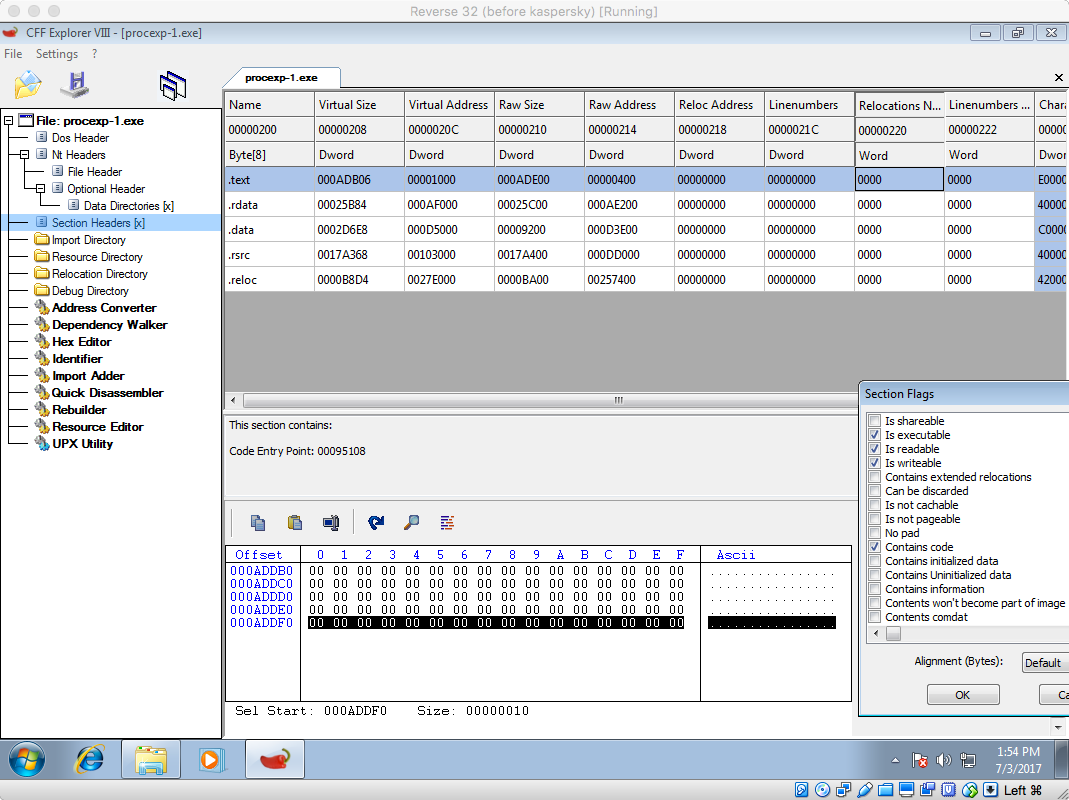 Reverse 32 (before kaspersky) [Running]
CFF Explorer VIII - [procexp-1.exe]
File Settings ?
procexp-1.exe
File: procexp-1.exe
Dos Header
Nt Headers
File Header
Optional Header
Data Directories [x]
Section Headers [x]
Import Directory
Resource Directory
Relocation Directory
Debug Directory
Address Converter
Dependency Walker
Hex Editor
Identifier
Import Adder
Quick Disassembler
Rebuilder
Resource Editor
UPX Utility
Name Virtual Size Virtual Address Raw Size Raw Address Reloc Address Linenumbers Relocations N... Linenumbers ... Chara
00000200 00000208 0000020C 00000210 00000214 00000218 0000021C 00000220 00000222 00000
Byte[8] Dword Dword Dword Dword Dword Dword Word Word Dwor
.text 000ADB06 00001000 000ADE00 00000400 00000000 00000000 0000 0000 E0000
.rdata 00025B84 000AF000 00025C00 000AE200 00000000 00000000 0000 0000 40000
.data 0002D6E8 000D5000 00009200 000D3E00 00000000 00000000 0000 0000 C0000
.rsrc 0017A368 00103000 0017A400 000DD000 00000000 00000000 0000 0000 40000
.reloc 0000B8D4 0027E000 0000BA00 00257400 00000000 00000000 0000 0000 42000
This section contains:
Code Entry Point: 00095108
Offset 0 1 2 3 4 5 6 7 8 9 A B C D E F Ascii
000ADDB0 00 00 00 00 00 00 00 00 00 00 00 00 00 00 00 00 ................
000ADDC0 00 00 00 00 00 00 00 00 00 00 00 00 00 00 00 00 ................
000ADDD0 00 00 00 00 00 00 00 00 00 00 00 00 00 00 00 00 ................
000ADDE0 00 00 00 00 00 00 00 00 00 00 00 00 00 00 00 00 ................
000ADDF0 00 00 00 00 00 00 00 00 00 00 00 00 00 00 00 00 ................
Sel Start: 000ADDF0 Size: 00000010
Section Flags
Is shareable
Is executable
Is readable
Is writeable
Contains extended relocations
Can be discarded
Is not cachable
Is not pageable
No pad
Contains code
Contains initialized data
Contains Uninitialized data
Contains information
Contents won't become part of image
Contents comdat
Alignment (Bytes): Default
OK Ca
1:54 PM
7/3/2017
Left ⌘